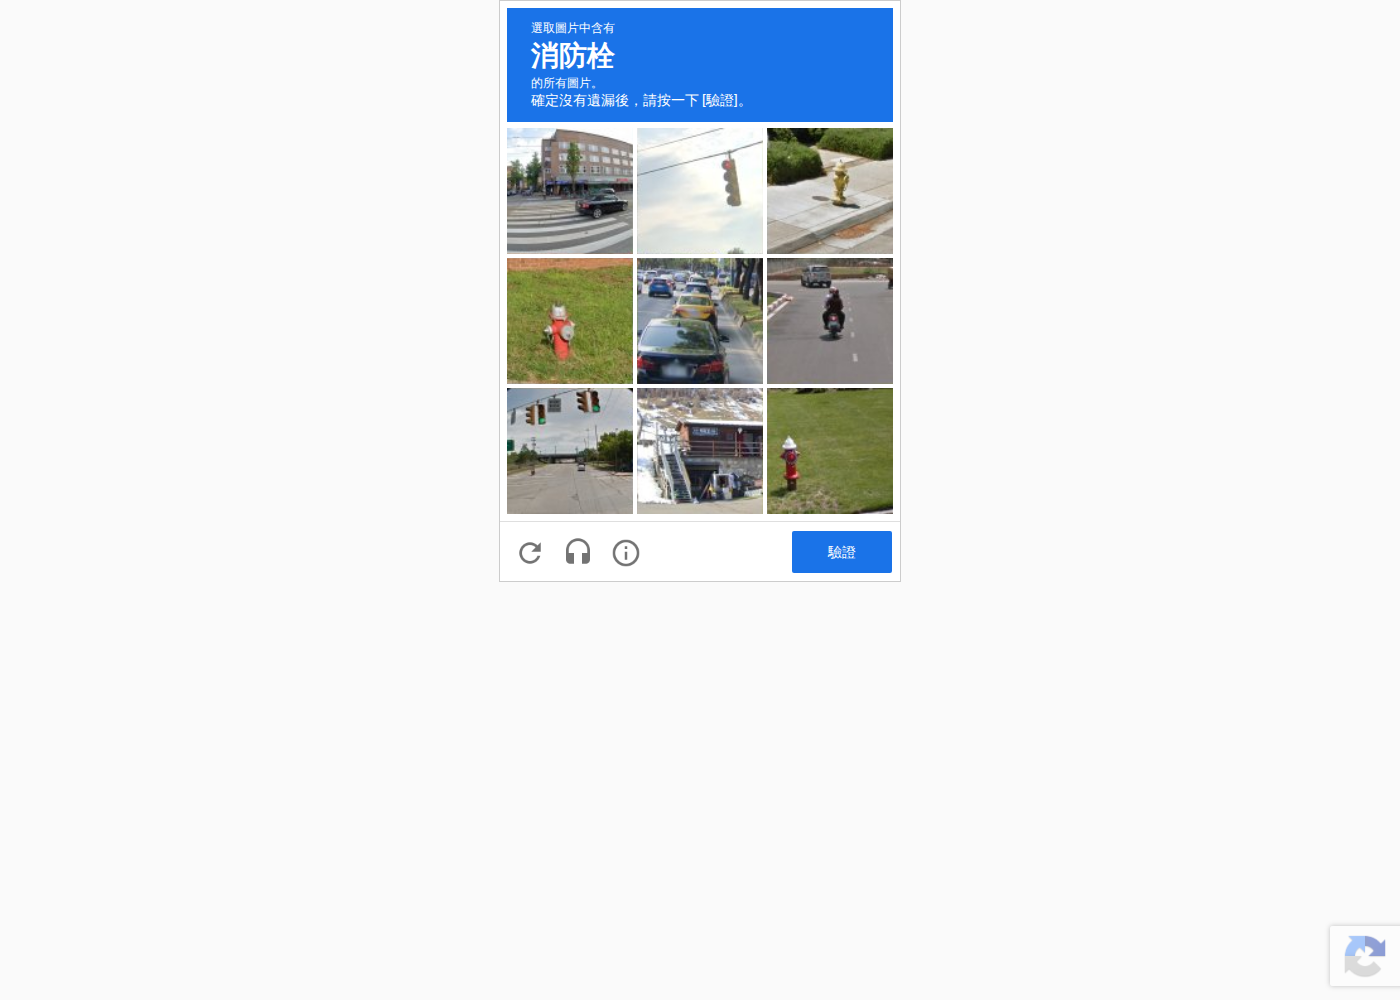 選取圖片中含有
消防栓
的所有圖片。
確定沒有遺漏後，請按一下 [驗證]。
驗證